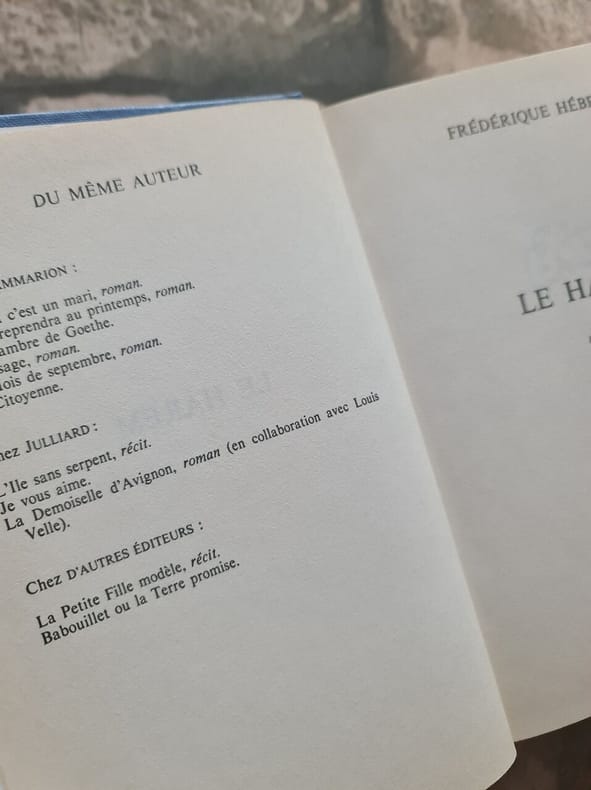 DU MÊME AUTEUR
MMARION :
c'est un mari, roman.
reprendra au printemps, roman.
ambre de Goethe.
sage, roman.
ois de septembre, roman.
Citoyenne.
hez JULLIARD :
L'Ile sans serpent, récit.
Je vous aime.
La Demoiselle d'Avignon, roman (en collaboration avec Louis
Velle).
Chez D'AUTRES ÉDITEURS :
La Petite Fille modèle, récit.
Babouillet ou la Terre promise.
FRÉDÉRIQUE HÉB
LE HA